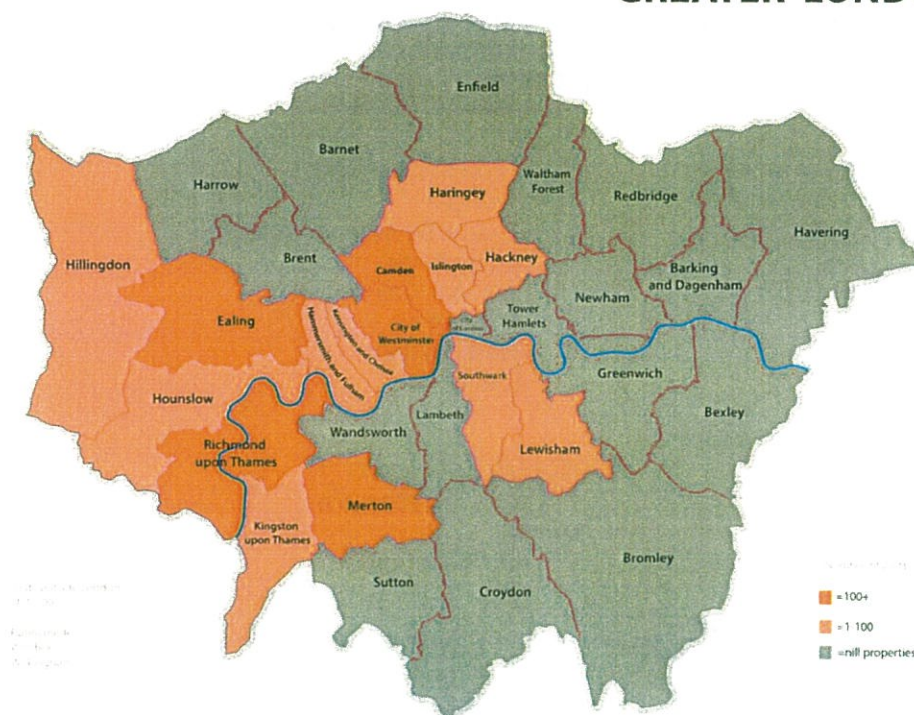 GREATER LOND
Enfield
Barnet
Harrow
Haringey
Waltham
Forest
Redbridge
Havering
Hillingdon
Brent
Camden
Islington
Hackney
Barking
and Dagenham
Newham
Ealing
Tower
Hamlets
City of
Westminster
Kensington and Chelsea
Hammersmith and Fulham
Hounslow
Southwark
Greenwich
Bexley
Richmond
upon Thames
Wandsworth
Lambeth
Lewisham
Merton
Kingston
upon Thames
Sutton
Croydon
Bromley
=100+
=1 100
=nill properties